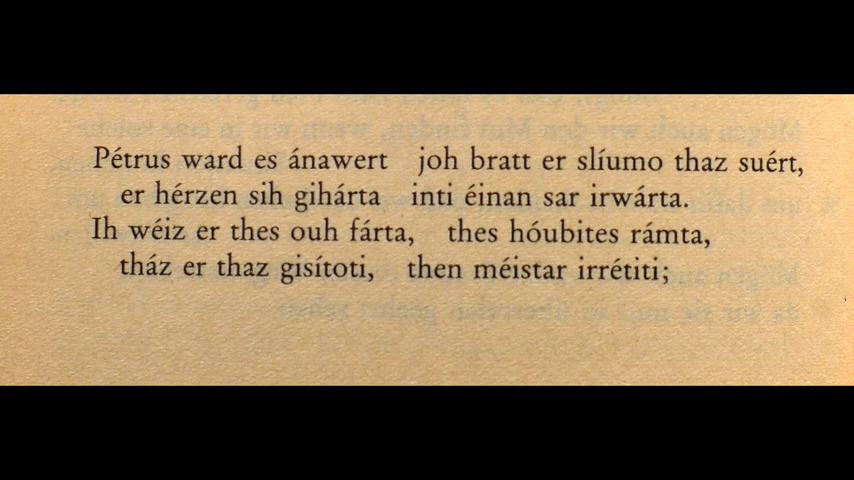 Pétrus ward es ánawert joh bratt er slíumo thaz suért,
er hérzen sih gihárta inti éinan sar irwárta.
Ih wéiz er thes ouh fárta, thes hóubites rámta,
tház er thaz gisítoti, then méistar irrétiti;